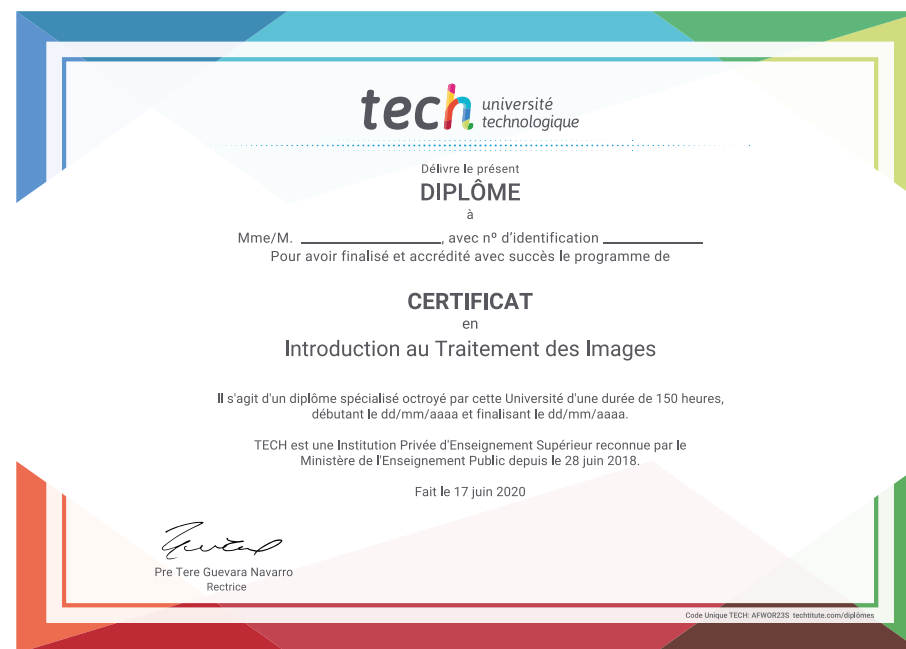 tech université
technologique
Délivre le présent
DIPLÔME
à
Mme/M. ____________________, avec nº d'identification ______________
Pour avoir finalisé et accrédité avec succès le programme de
CERTIFICAT
en
Introduction au Traitement des Images
Il s'agit d'un diplôme spécialisé octroyé par cette Université d'une durée de 150 heures,
débutant le dd/mm/aaaa et finalisant le dd/mm/aaaa.
TECH est une Institution Privée d'Enseignement Supérieur reconnue par le
Ministère de l'Enseignement Public depuis le 28 juin 2018.
Fait le 17 juin 2020
Pre Tere Guevara Navarro
Rectrice
Code Unique TECH: AFWOR23S techtitute.com/diplômes